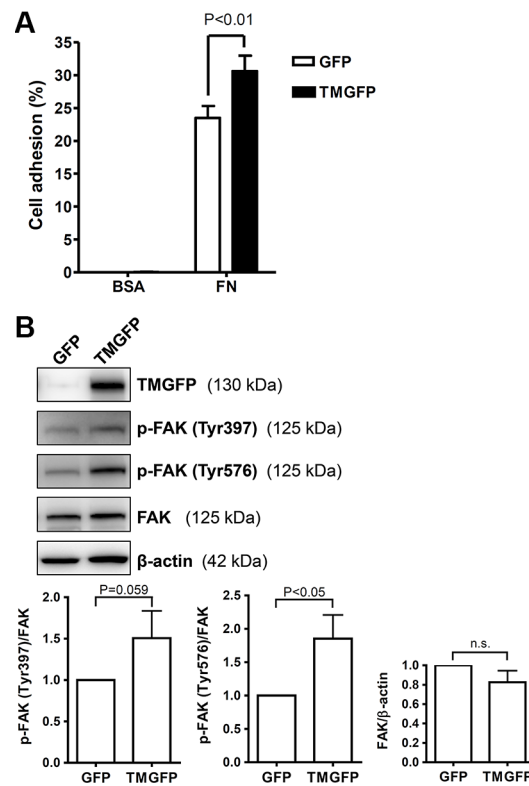 A
P<0.01
35
30
25
20
15
10
5
0
Cell adhesion (%)
BSA
FN
GFP
TMGFP
B
GFP
TMGFP
TMGFP (130 kDa)
p-FAK (Tyr397) (125 kDa)
p-FAK (Tyr576) (125 kDa)
FAK (125 kDa)
β-actin (42 kDa)
p-FAK (Tyr397)/FAK
2.0
1.5
1.0
0.5
0.0
P=0.059
GFP TMGFP
p-FAK (Tyr576)/FAK
2.5
2.0
1.5
1.0
0.5
0.0
P<0.05
GFP TMGFP
FAK/β-actin
1.0
0.8
0.6
0.4
0.2
0.0
n.s.
GFP TMGFP